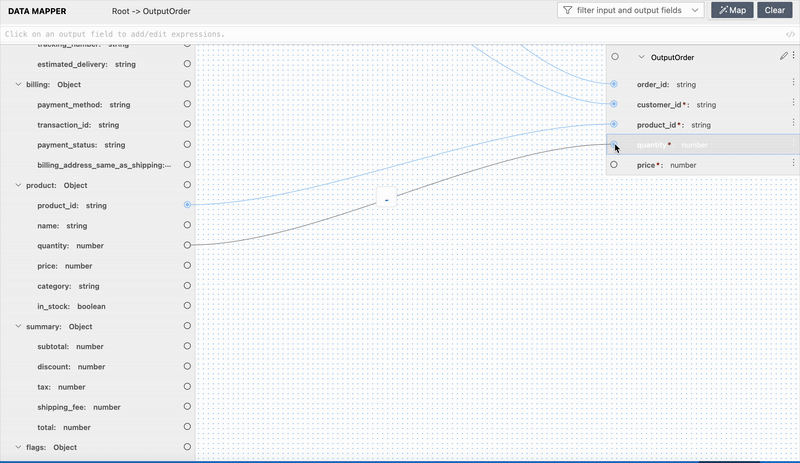 DATA MAPPER
Root -> OutputOrder
filter input and output fields
Map
Clear
Click on an output field to add/edit expressions.
</>
tracking_number: string
estimated_delivery: string
billing: Object
payment_method: string
transaction_id: string
payment_status: string
billing_address_same_as_shipping:...
product: Object
product_id: string
name: string
quantity: number
price: number
category: string
in_stock: boolean
summary: Object
subtotal: number
discount: number
tax: number
shipping_fee: number
total: number
flags: Object
OutputOrder
order_id: string
customer_id*: string
product_id*: string
quantity* number
price*: number